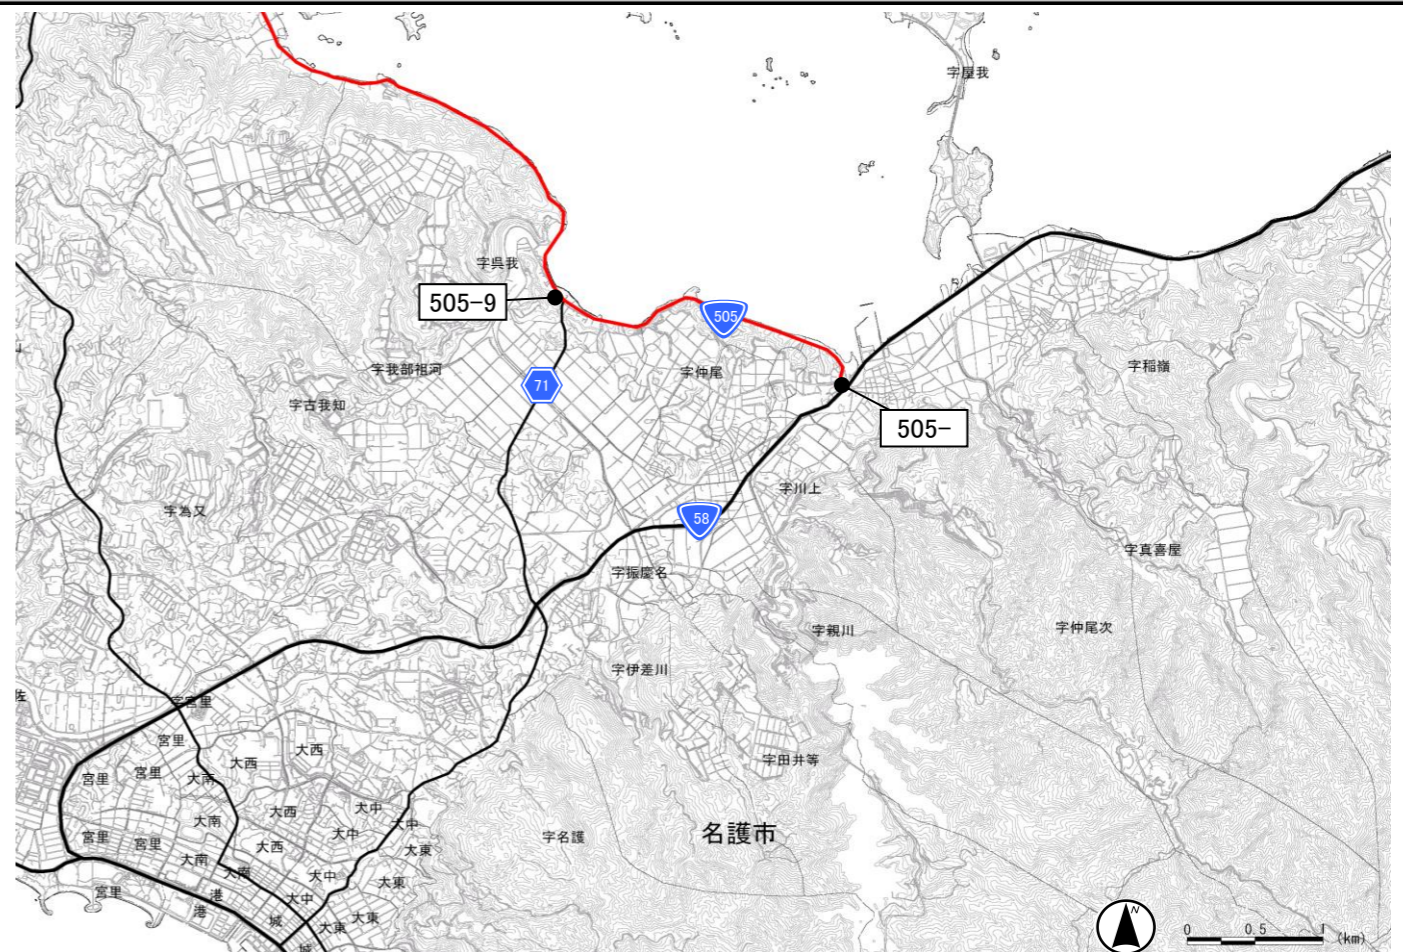 字屋我
字呉我
505-9
505
字我部祖河
71
字仲尾
字稲嶺
字古我知
505-
字川上
字為又
58
字真喜屋
字振慶名
字親川
字仲尾次
字伊差川
佐
字宮里
宮里
大西
大西
字田井等
宮里
宮里
大南
大西
大中
大南
大中
大中
字名護
名護市
宮里
宮里
大西
大東
大南
大南
大中
大東
宮里
港
大中
港
城
大東
大東
城
N
0 0.5 1 (km)